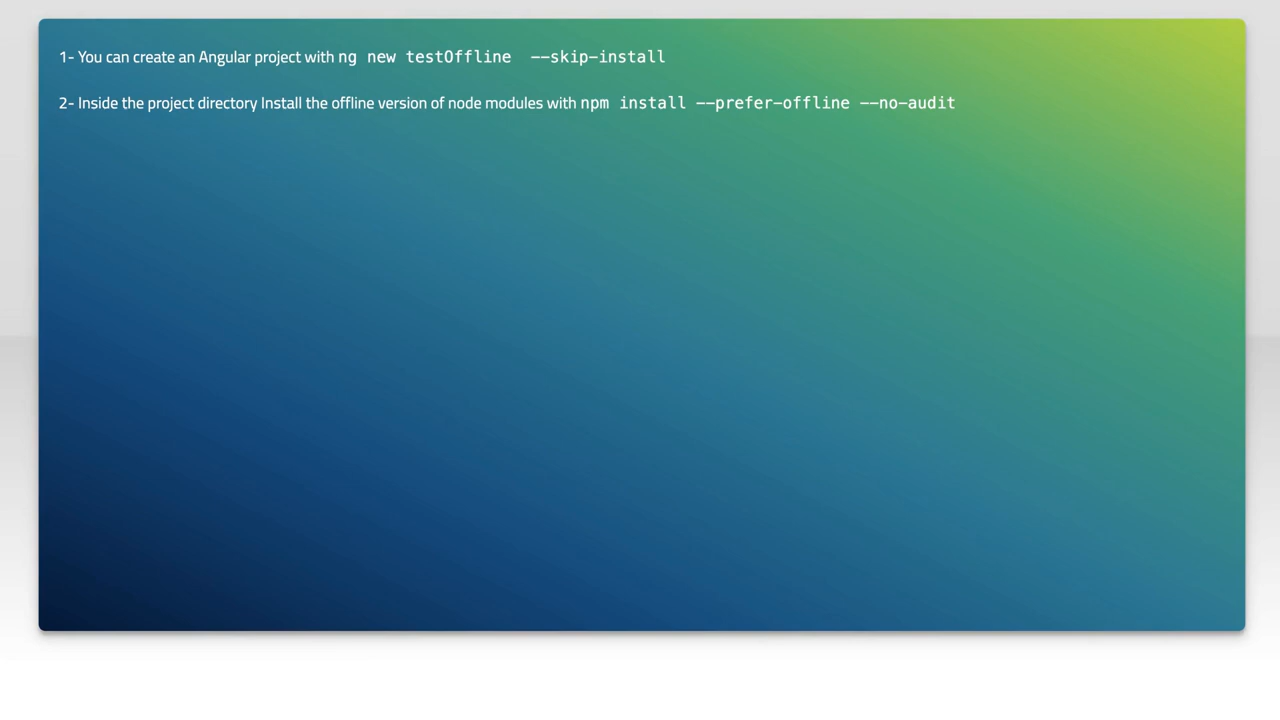 1- You can create an Angular project with ng new testOffline --skip-install
2- Inside the project directory Install the offline version of node modules with npm install --prefer-offline --no-audit